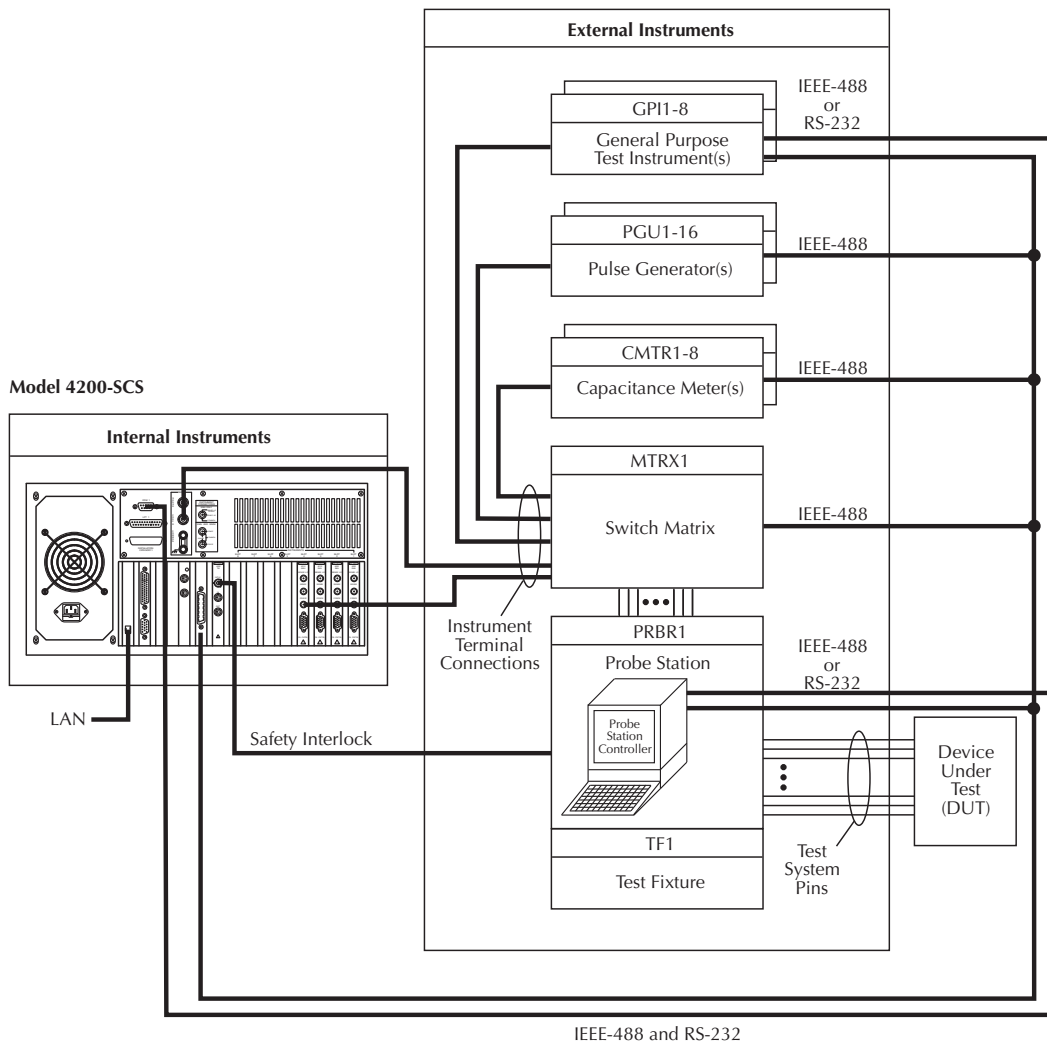 External Instruments
GPI1-8
General Purpose
Test Instrument(s)
IEEE-488
or
RS-232
PGU1-16
Pulse Generator(s)
IEEE-488
CMTR1-8
Capacitance Meter(s)
IEEE-488
Model 4200-SCS
Internal Instruments
MTRX1
Switch Matrix
IEEE-488
Instrument
Terminal
Connections
PRBR1
Probe Station
IEEE-488
or
RS-232
Probe
Station
Controller
LAN
Safety Interlock
Device
Under
Test
(DUT)
TF1
Test Fixture
Test
System
Pins
IEEE-488 and RS-232